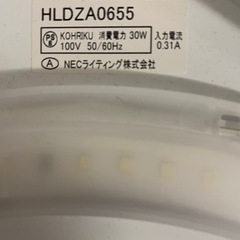 HLDZA0655
PS E KOHRIKU 消費電力 30W 入力電流
100V 50/60Hz 0.31A
Ⓐ NECライティング株式会社